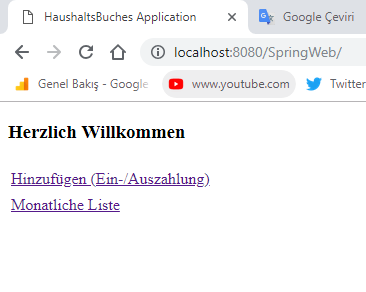 HaushaltsBuches Application
Google Çeviri
localhost:8080/SpringWeb/
Genel Bakış - Google
www.youtube.com
Twitter
Herzlich Willkommen
Hinzufügen (Ein-/Auszahlung)
Monatliche Liste